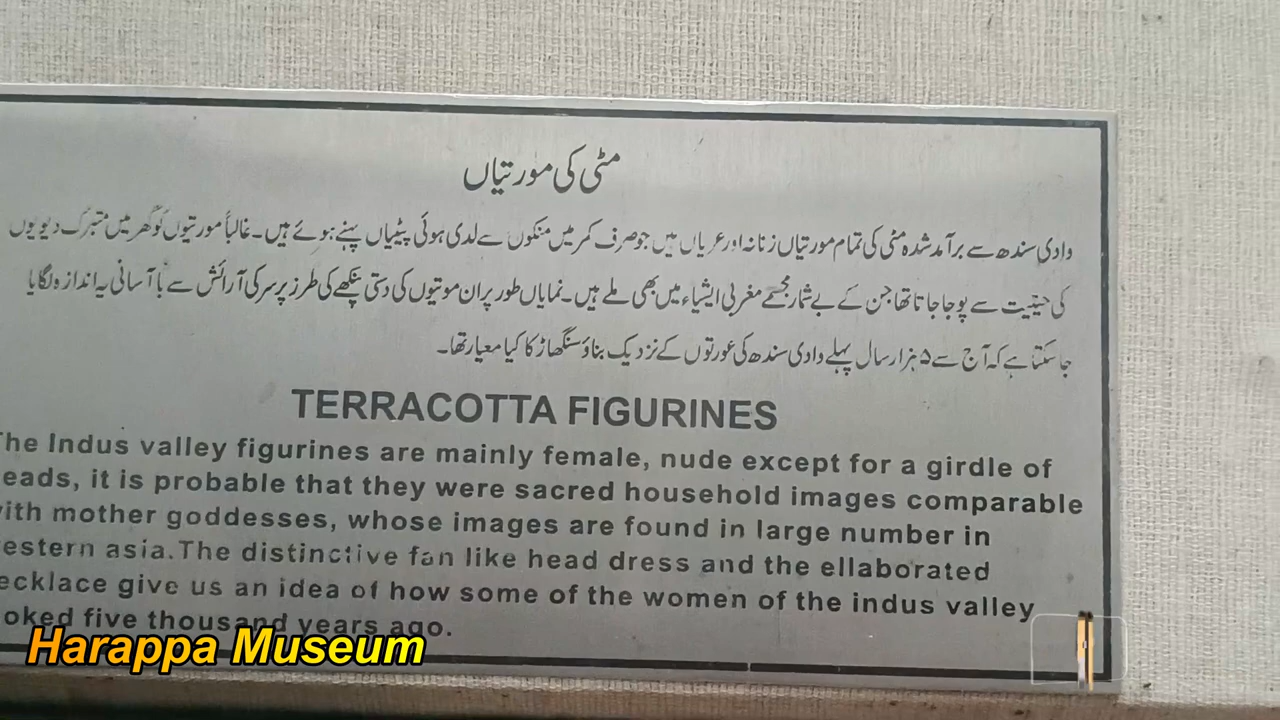 مٹی کی مورتیاں
وادی سندھ سے برآمد شدہ مٹی کی تمام مورتیاں زنانہ اور عریاں ہیں جو صرف کمر میں منکوں سے لدی ہوئی پیٹیاں پہنے ہوئے ہیں۔ غالباً مورتیوں کو گھر میں متبرک دیویوں
کی حیثیت سے پوجا جاتا تھا جن کے بے شمار مجسمے مغربی ایشیاء میں بھی ملے ہیں۔ نمایاں طور پر ان موتیوں کی دستی پنکھے کی طرز پر سر کی آرائش سے با آسانی یہ اندازہ لگایا
جا سکتا ہے کہ آج سے ۵ ہزار سال پہلے وادی سندھ کی عورتوں کے نزدیک بناؤ سنگھاڑ کا کیا معیار تھا۔
TERRACOTTA FIGURINES
The Indus valley figurines are mainly female, nude except for a girdle of
eads, it is probable that they were sacred household images comparable
with mother goddesses, whose images are found in large number in
estern asia.The distinctive fan like head dress and the ellaborated
ecklace give us an idea of how some of the women of the indus valley
oked five thousand years ago.
Harappa Museum